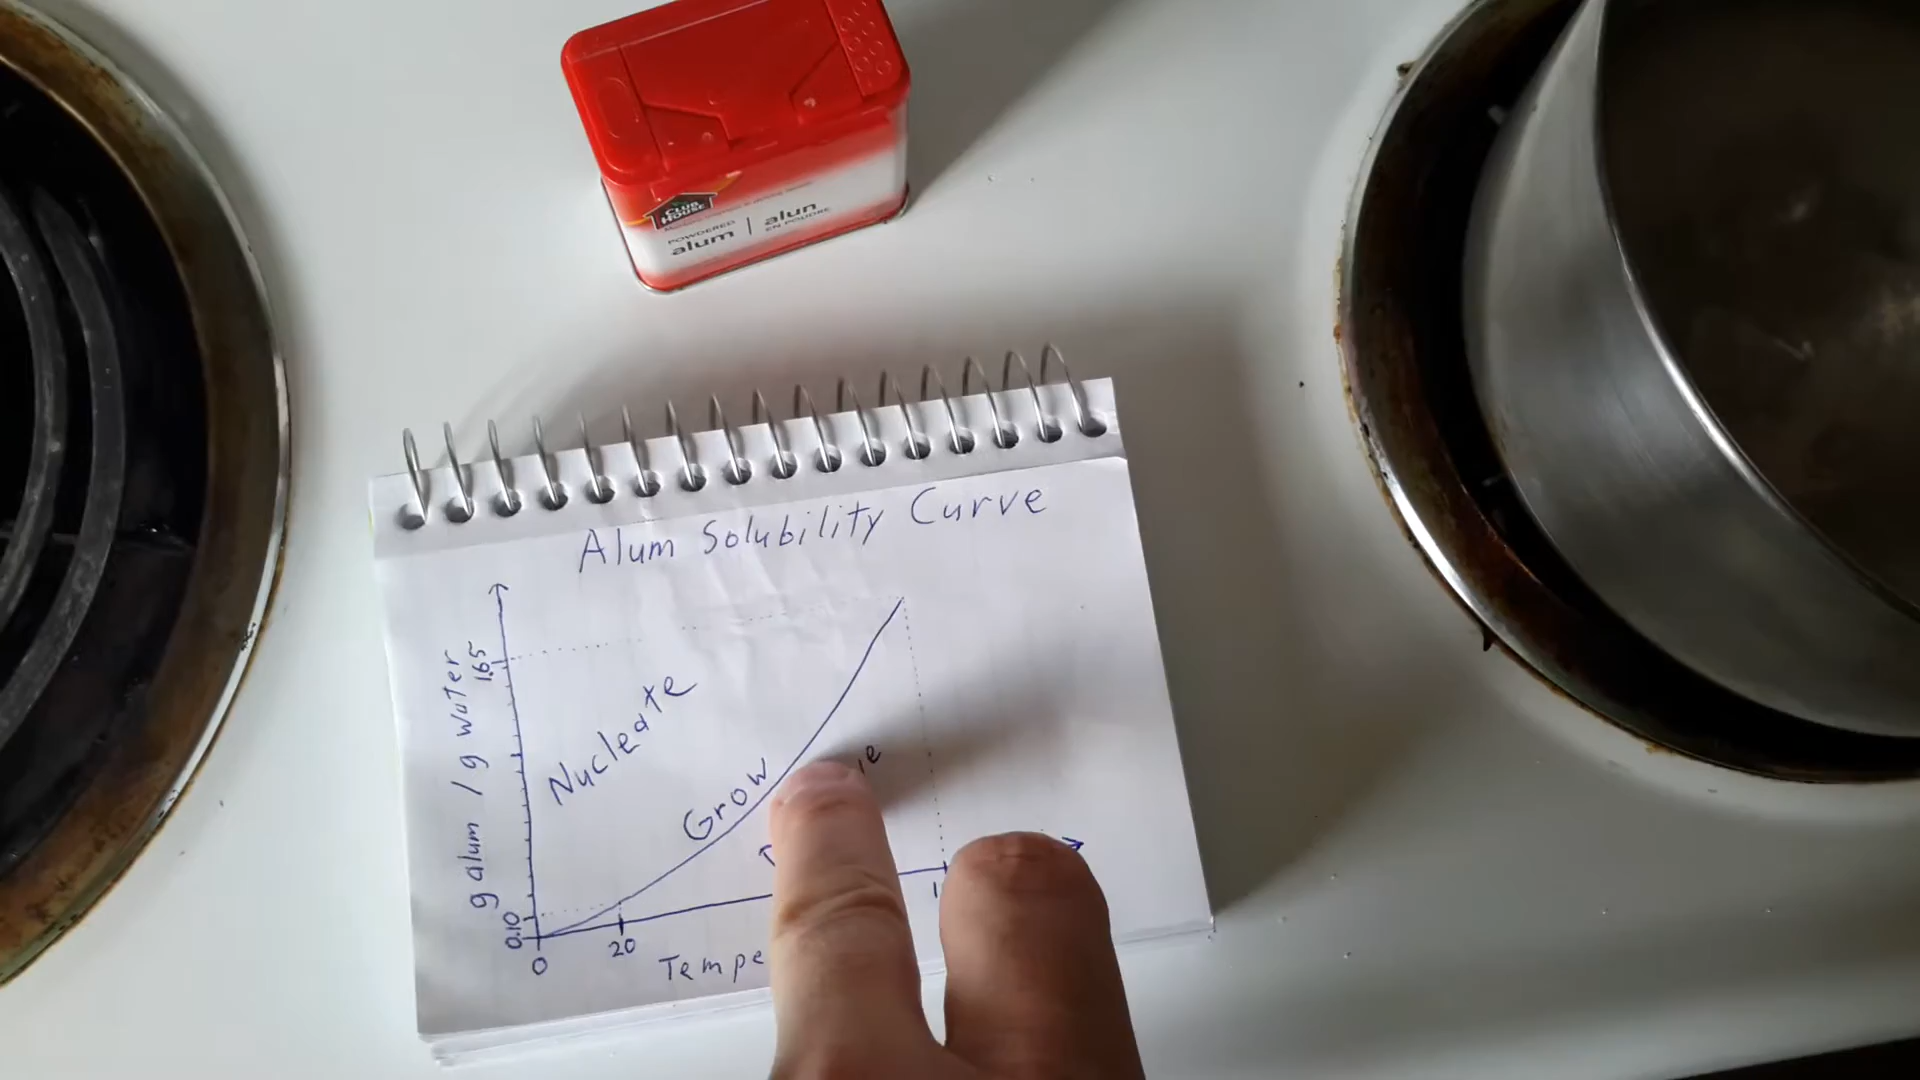 CLUB
HOUSE
POWDERED
alum
alun
EN POUDRE
Alum Solubility Curve
g alum / g water
1.65
0.10
Nucleate
Grow
0
20